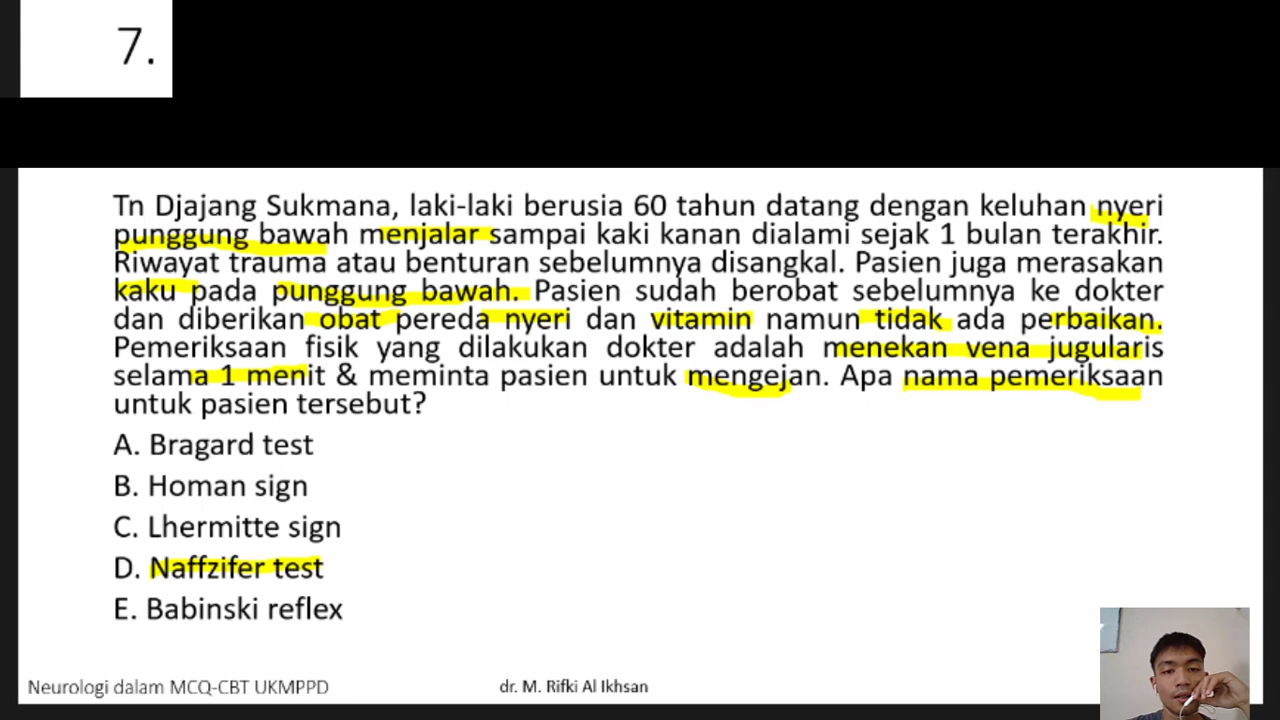 7.
Tn Djajang Sukmana, laki-laki berusia 60 tahun datang dengan keluhan nyeri
punggung bawah menjalar sampai kaki kanan dialami sejak 1 bulan terakhir.
Riwayat trauma atau benturan sebelumnya disangkal. Pasien juga merasakan
kaku pada punggung bawah. Pasien sudah berobat sebelumnya ke dokter
dan diberikan obat pereda nyeri dan vitamin namun tidak ada perbaikan.
Pemeriksaan fisik yang dilakukan dokter adalah menekan vena jugularis
selama 1 menit & meminta pasien untuk mengejan. Apa nama pemeriksaan
untuk pasien tersebut?
A. Bragard test
B. Homan sign
C. Lhermitte sign
D. Naffzifer test
E. Babinski reflex
Neurologi dalam MCQ-CBT UKMPPD
dr. M. Rifki Al Ikhsan